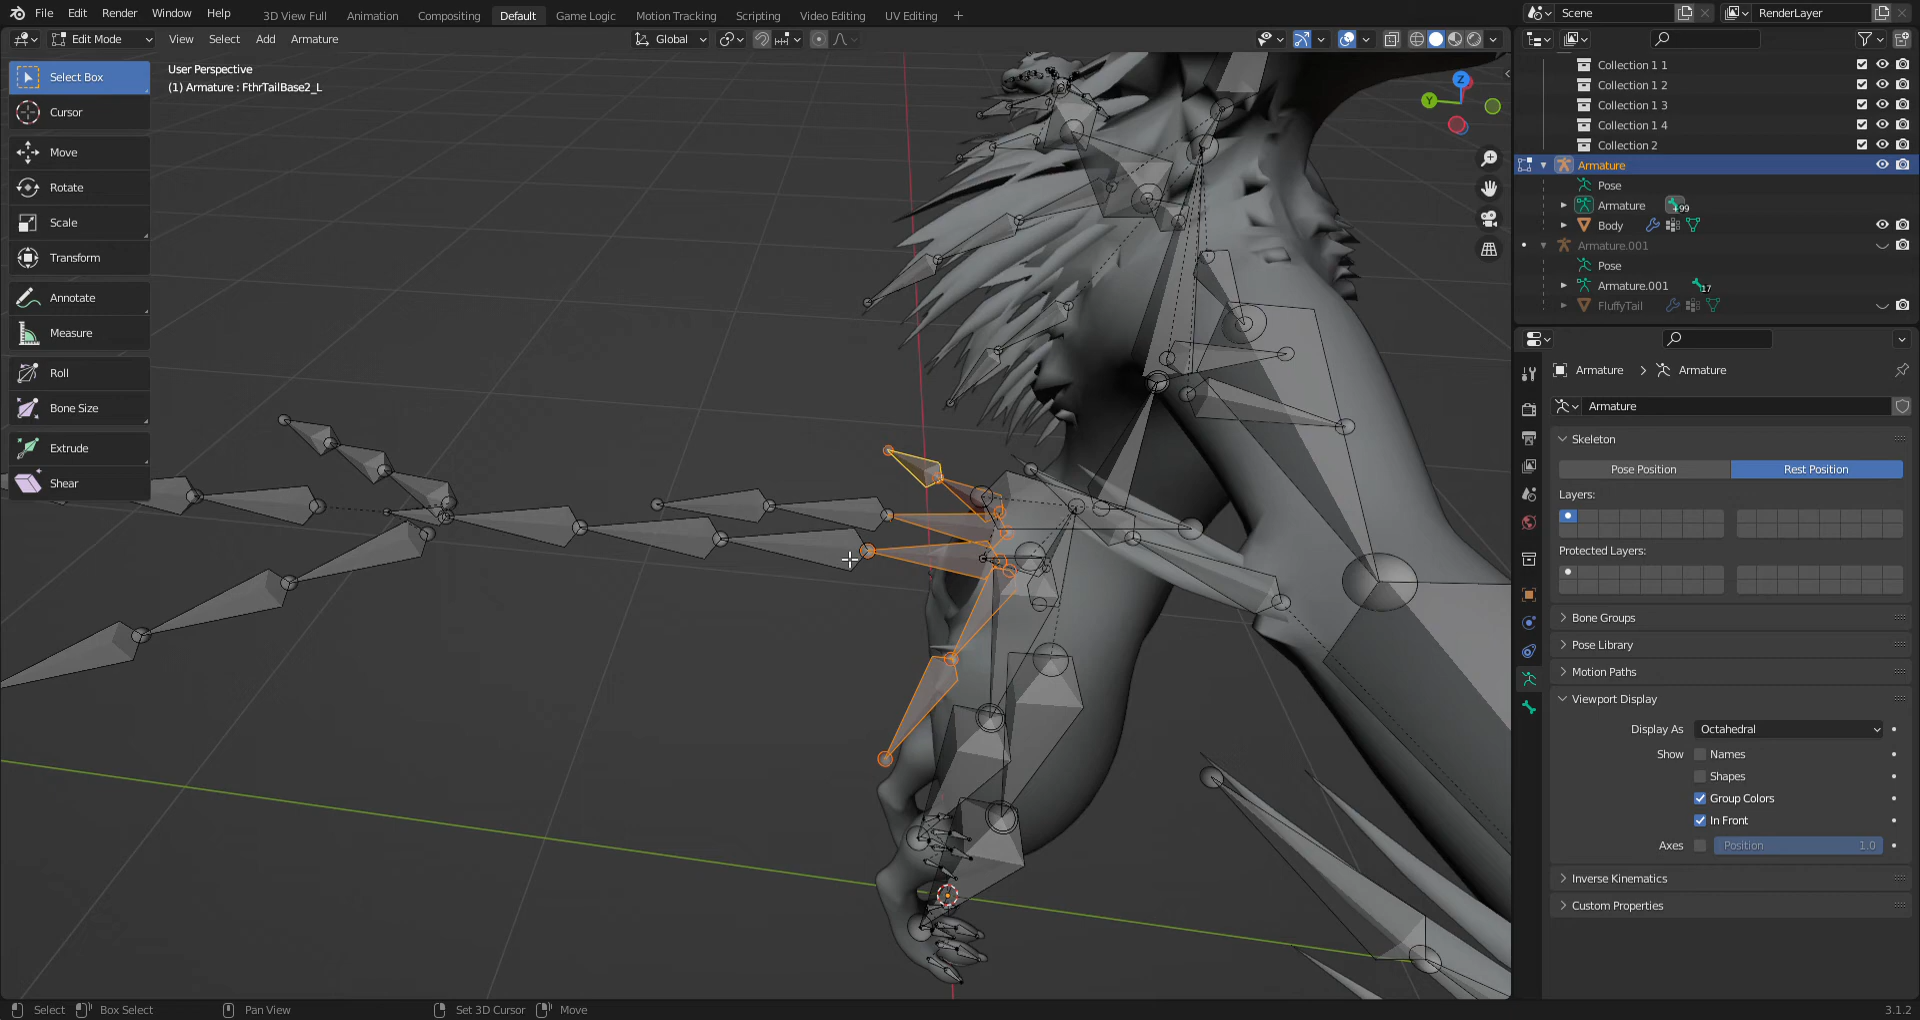 File Edit Render Window Help
3D View Full Animation Compositing Default Game Logic Motion Tracking Scripting Video Editing UV Editing +
Scene
RenderLayer
Edit Mode View Select Add Armature
Global
User Perspective
(1) Armature : FthrTailBase2_L
Select Box
Cursor
Move
Rotate
Scale
Transform
Annotate
Measure
Roll
Bone Size
Extrude
Shear
Z
Y
Collection 1 1
Collection 1 2
Collection 1 3
Collection 1 4
Collection 2
Armature
Pose
Armature +99
Body
Armature.001
Pose
Armature.001 17
FluffyTail
Armature > Armature
Armature
Skeleton
Pose Position Rest Position
Layers:
Protected Layers:
Bone Groups
Pose Library
Motion Paths
Viewport Display
Display As Octahedral
Show Names
Shapes
Group Colors
In Front
Axes Position 1.0
Inverse Kinematics
Custom Properties
Select Box Select Pan View Set 3D Cursor Move 3.1.2